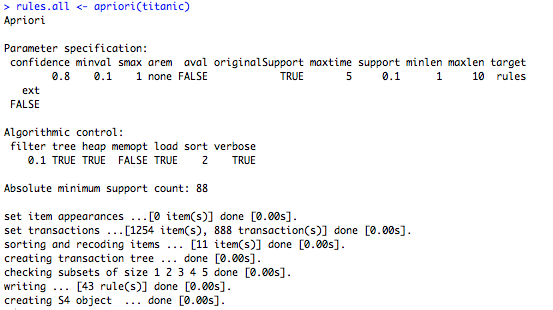 > rules.all <- apriori(titanic)
Apriori
Parameter specification:
confidence minval smax arem aval originalSupport maxtime support minlen maxlen target
0.8 0.1 1 none FALSE TRUE 5 0.1 1 10 rules
ext
FALSE
Algorithmic control:
filter tree heap memopt load sort verbose
0.1 TRUE TRUE FALSE TRUE 2 TRUE
Absolute minimum support count: 88
set item appearances ...[0 item(s)] done [0.00s].
set transactions ...[1254 item(s), 888 transaction(s)] done [0.00s].
sorting and recoding items ... [11 item(s)] done [0.00s].
creating transaction tree ... done [0.00s].
checking subsets of size 1 2 3 4 5 done [0.00s].
writing ... [43 rule(s)] done [0.00s].
creating S4 object ... done [0.00s].